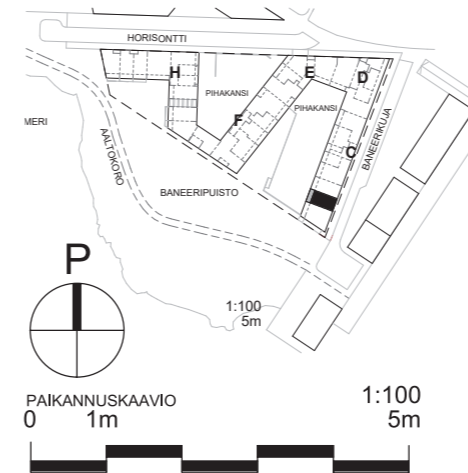 HORISONTTI
H
E
D
PIHAKANSI
PIHAKANSI
F
C
MERI
AALTOKORO
BANEERIKUJA
BANEERIPUISTO
P
1:100
5m
PAIKANNUSKAAVIO
1:100
0 1m 5m